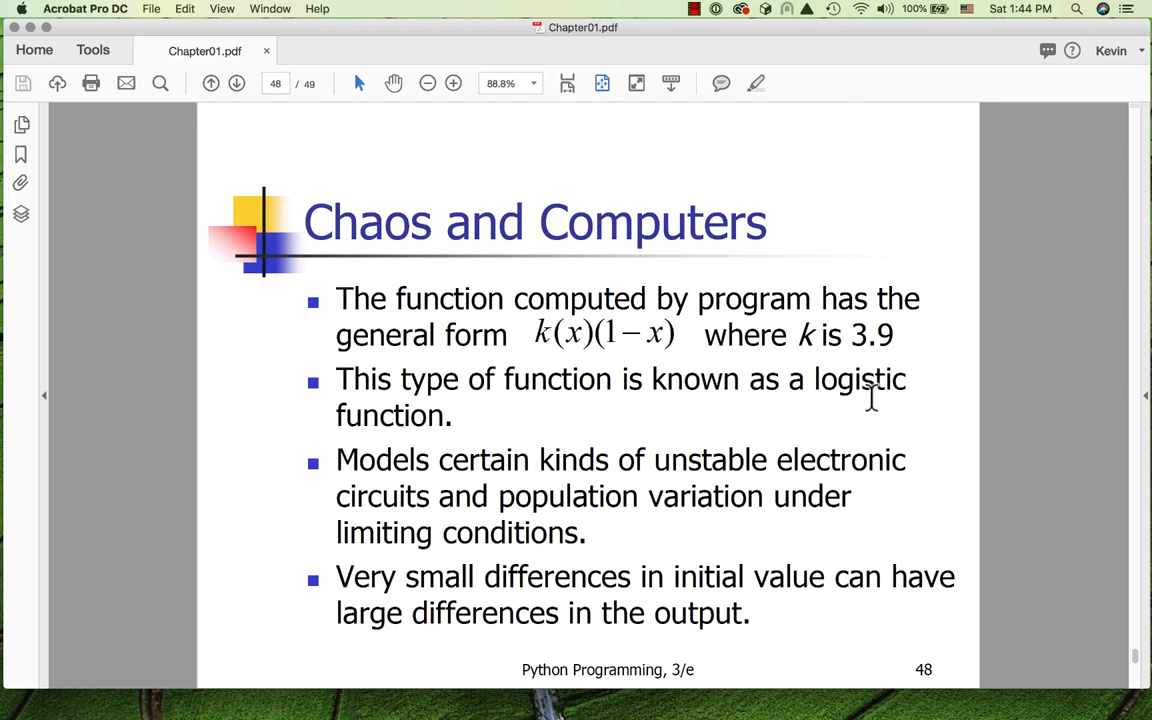 Acrobat Pro DC File Edit View Window Help 100% Sat 1:44 PM
Chapter01.pdf
Home Tools Chapter01.pdf × Kevin
48 / 49 88.8%
Chaos and Computers
The function computed by program has the
general form k(x)(1−x) where k is 3.9
This type of function is known as a logistic
function.
Models certain kinds of unstable electronic
circuits and population variation under
limiting conditions.
Very small differences in initial value can have
large differences in the output.
Python Programming, 3/e 48